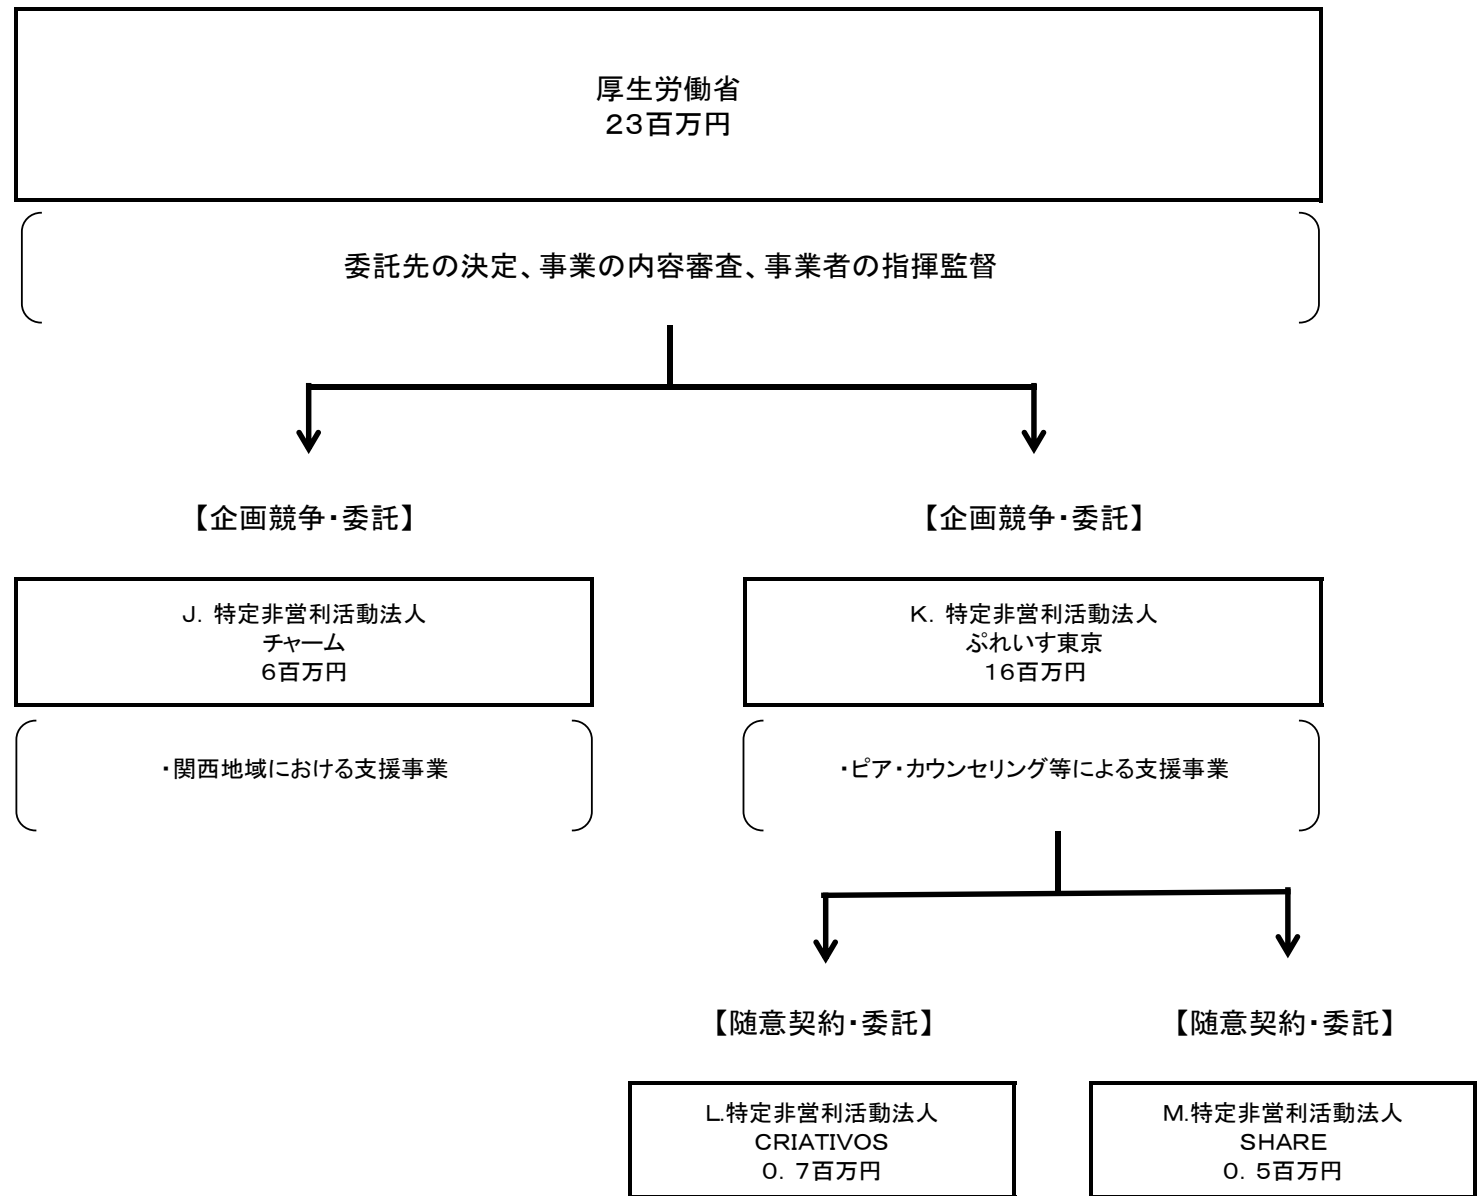 厚生労働省
２３百万円
委託先の決定、事業の内容審査、事業者の指揮監督
【企画競争・委託】
【企画競争・委託】
Ｊ．特定非営利活動法人
チャーム
６百万円
Ｋ．特定非営利活動法人
ぷれいす東京
１６百万円
・関西地域における支援事業
・ピア・カウンセリング等による支援事業
【随意契約・委託】
【随意契約・委託】
Ｌ.特定非営利活動法人
CRIATIVOS
０．７百万円
Ｍ.特定非営利活動法人
SHARE
０．５百万円